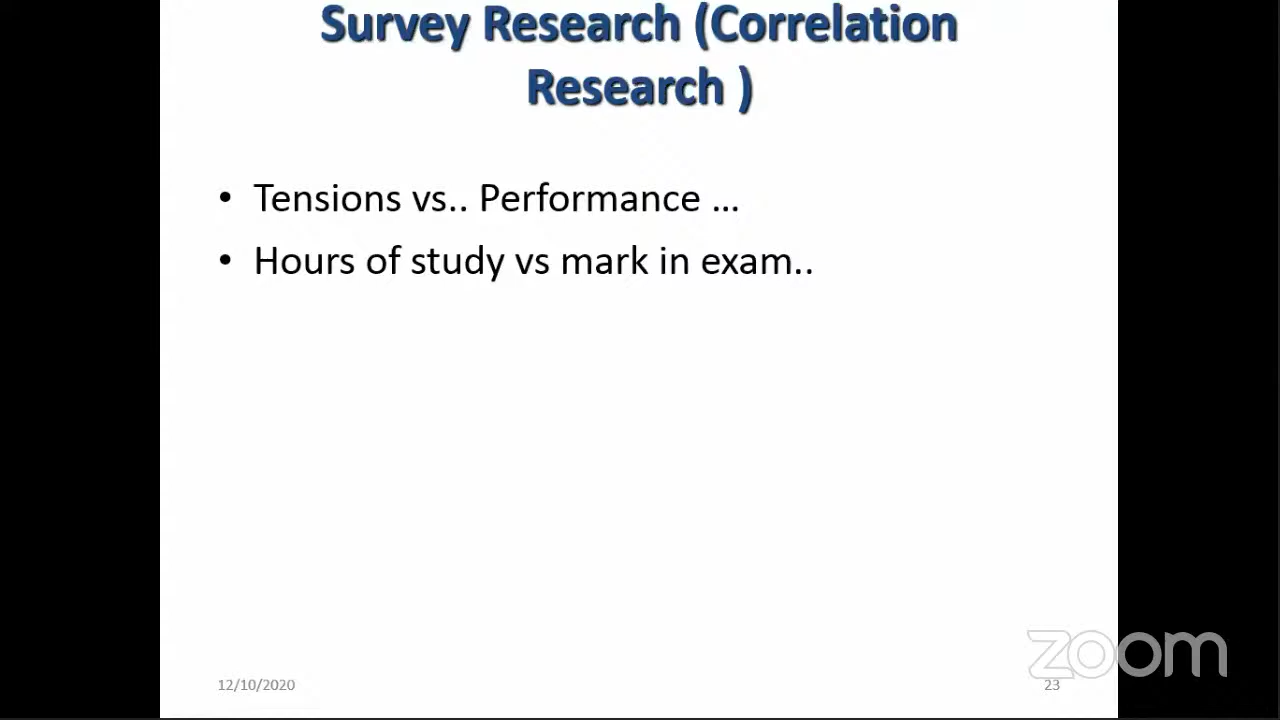 Survey Research (Correlation
Research )
• Tensions vs.. Performance ...
• Hours of study vs mark in exam..
zoom
12/10/2020
23